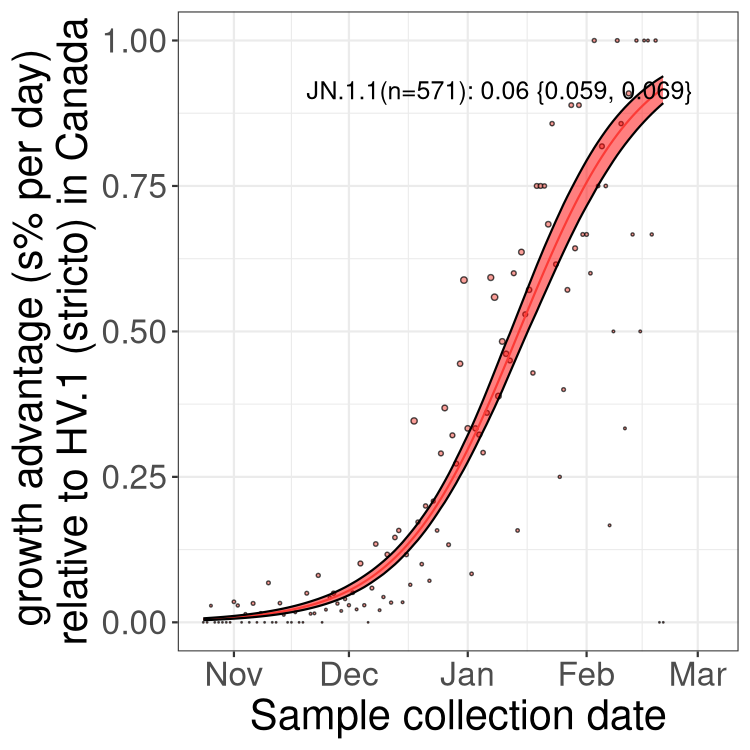 growth advantage (s% per day)
relative to HV.1 (stricto) in Canada
1.00
0.75
0.50
0.25
0.00
JN.1.1(n=571): 0.06 {0.059, 0.069}
Nov Dec Jan Feb Mar
Sample collection date